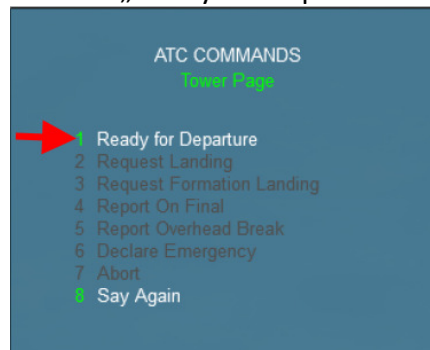 ATC COMMANDS
Tower Page
1 Ready for Departure
2 Request Landing
3 Request Formation Landing
4 Report On Final
5 Report Overhead Break
6 Declare Emergency
7 Abort
8 Say Again